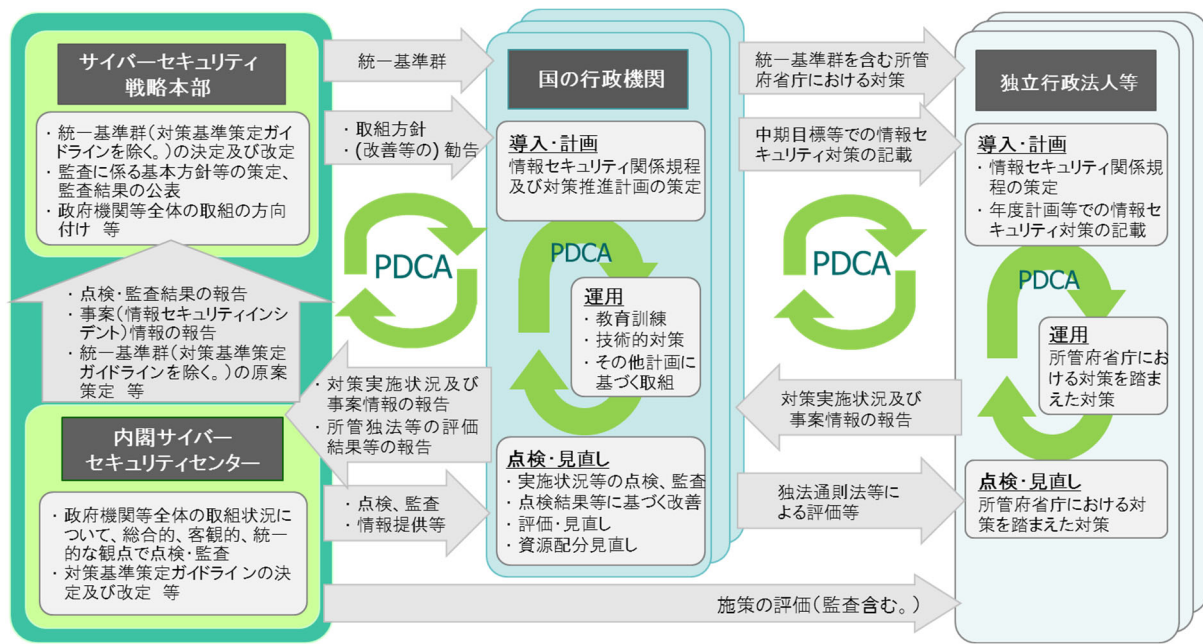 サイバーセキュリティ
戦略本部
・統一基準群(対策基準策定ガイ
ドラインを除く。)の決定及び改定
・監査に係る基本方針等の策定、
監査結果の公表
・政府機関等全体の取組の方向
付け 等
・点検・監査結果の報告
・事案(情報セキュリティインシ
デント)情報の報告
・統一基準群(対策基準策定
ガイドラインを除く。)の原案
策定 等
内閣サイバー
セキュリティセンター
・政府機関等全体の取組状況に
ついて、総合的、客観的、統一
的な観点で点検・監査
・対策基準策定ガイドラインの決
定及び改定 等
統一基準群
・取組方針
・(改善等の) 勧告
PDCA
・対策実施状況及び
事案情報の報告
・所管独法等の評価
結果等の報告
・点検、監査
・情報提供等
国の行政機関
導入・計画
情報セキュリティ関係規程
及び対策推進計画の策定
PDCA
運用
・教育訓練
・技術的対策
・その他計画に
基づく取組
点検・見直し
・実施状況等の点検、監査
・点検結果等に基づく改善
・評価・見直し
・資源配分見直し
統一基準群を含む所管
府省庁における対策
中期目標等での情報セ
キュリティ対策の記載
PDCA
対策実施状況及び
事案情報の報告
独法通則法等に
よる評価等
独立行政法人等
導入・計画
・情報セキュリティ関係規
程の策定
・年度計画等での情報セ
キュリティ対策の記載
PDCA
運用
所管府省庁にお
ける対策を踏ま
えた対策
点検・見直し
所管府省庁における対
策を踏まえた対策
施策の評価(監査含む。)